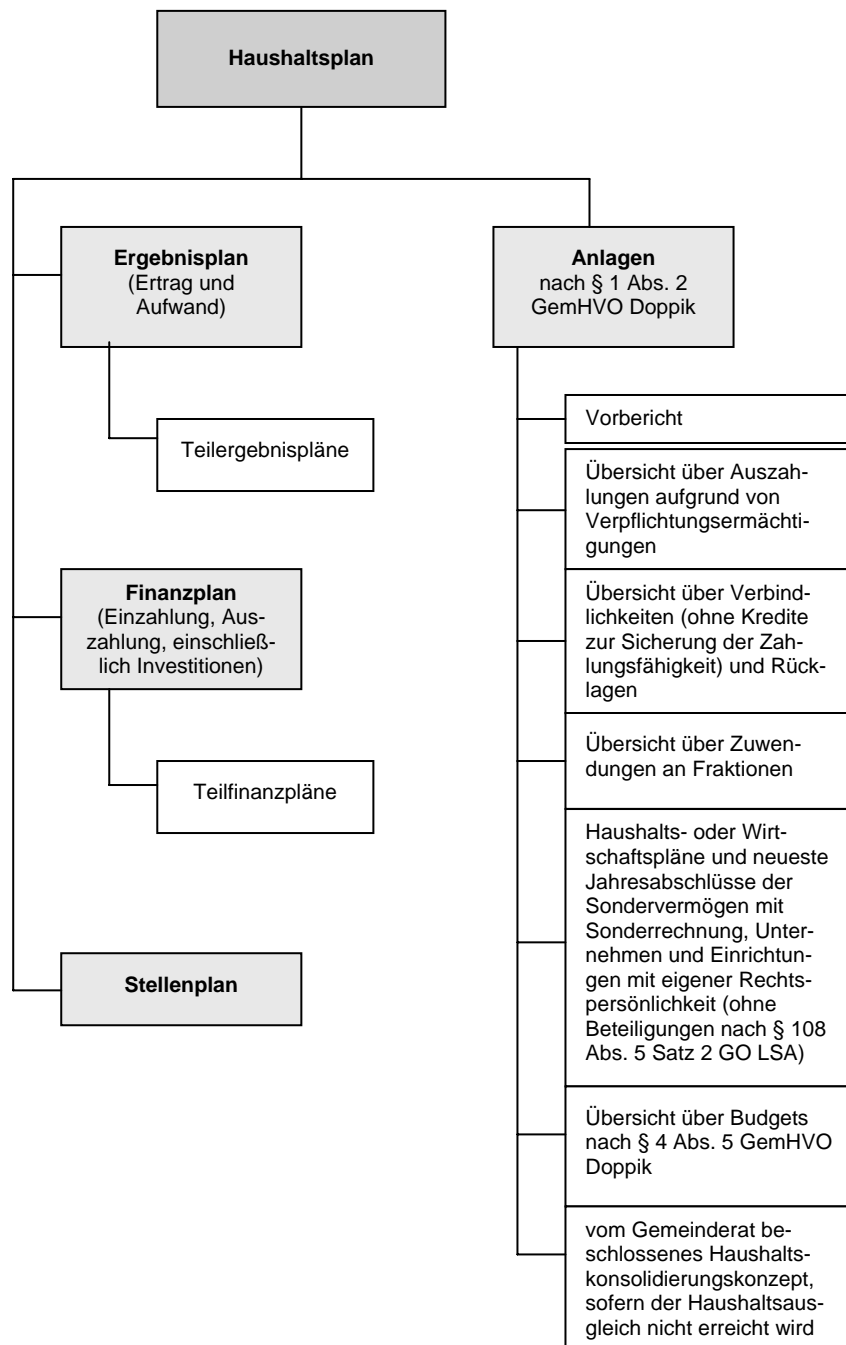 Haushaltsplan
Ergebnisplan
(Ertrag und
Aufwand)
Teilergebnispläne
Finanzplan
(Einzahlung, Aus-
zahlung, einschließ-
lich Investitionen)
Teilfinanzpläne
Stellenplan
Anlagen
nach § 1 Abs. 2
GemHVO Doppik
Vorbericht
Übersicht über Auszah-
lungen aufgrund von
Verpflichtungsermächti-
gungen
Übersicht über Verbind-
lichkeiten (ohne Kredite
zur Sicherung der Zah-
lungsfähigkeit) und Rück-
lagen
Übersicht über Zuwen-
dungen an Fraktionen
Haushalts- oder Wirt-
schaftspläne und neueste
Jahresabschlüsse der
Sondervermögen mit
Sonderrechnung, Unter-
nehmen und Einrichtun-
gen mit eigener Rechts-
persönlichkeit (ohne
Beteiligungen nach § 108
Abs. 5 Satz 2 GO LSA)
Übersicht über Budgets
nach § 4 Abs. 5 GemHVO
Doppik
vom Gemeinderat be-
schlossenes Haushalts-
konsolidierungskonzept,
sofern der Haushaltsaus-
gleich nicht erreicht wird